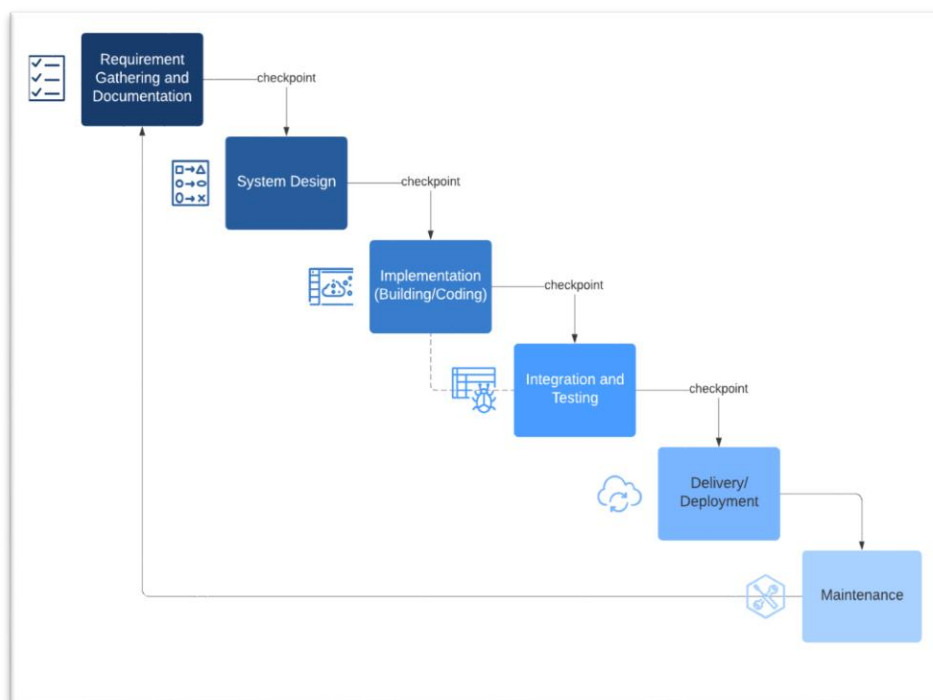 Requirement
Gathering and
Documentation
checkpoint
System Design
checkpoint
Implementation
(Building/Coding)
checkpoint
Integration and
Testing
checkpoint
Delivery/
Deployment
Maintenance